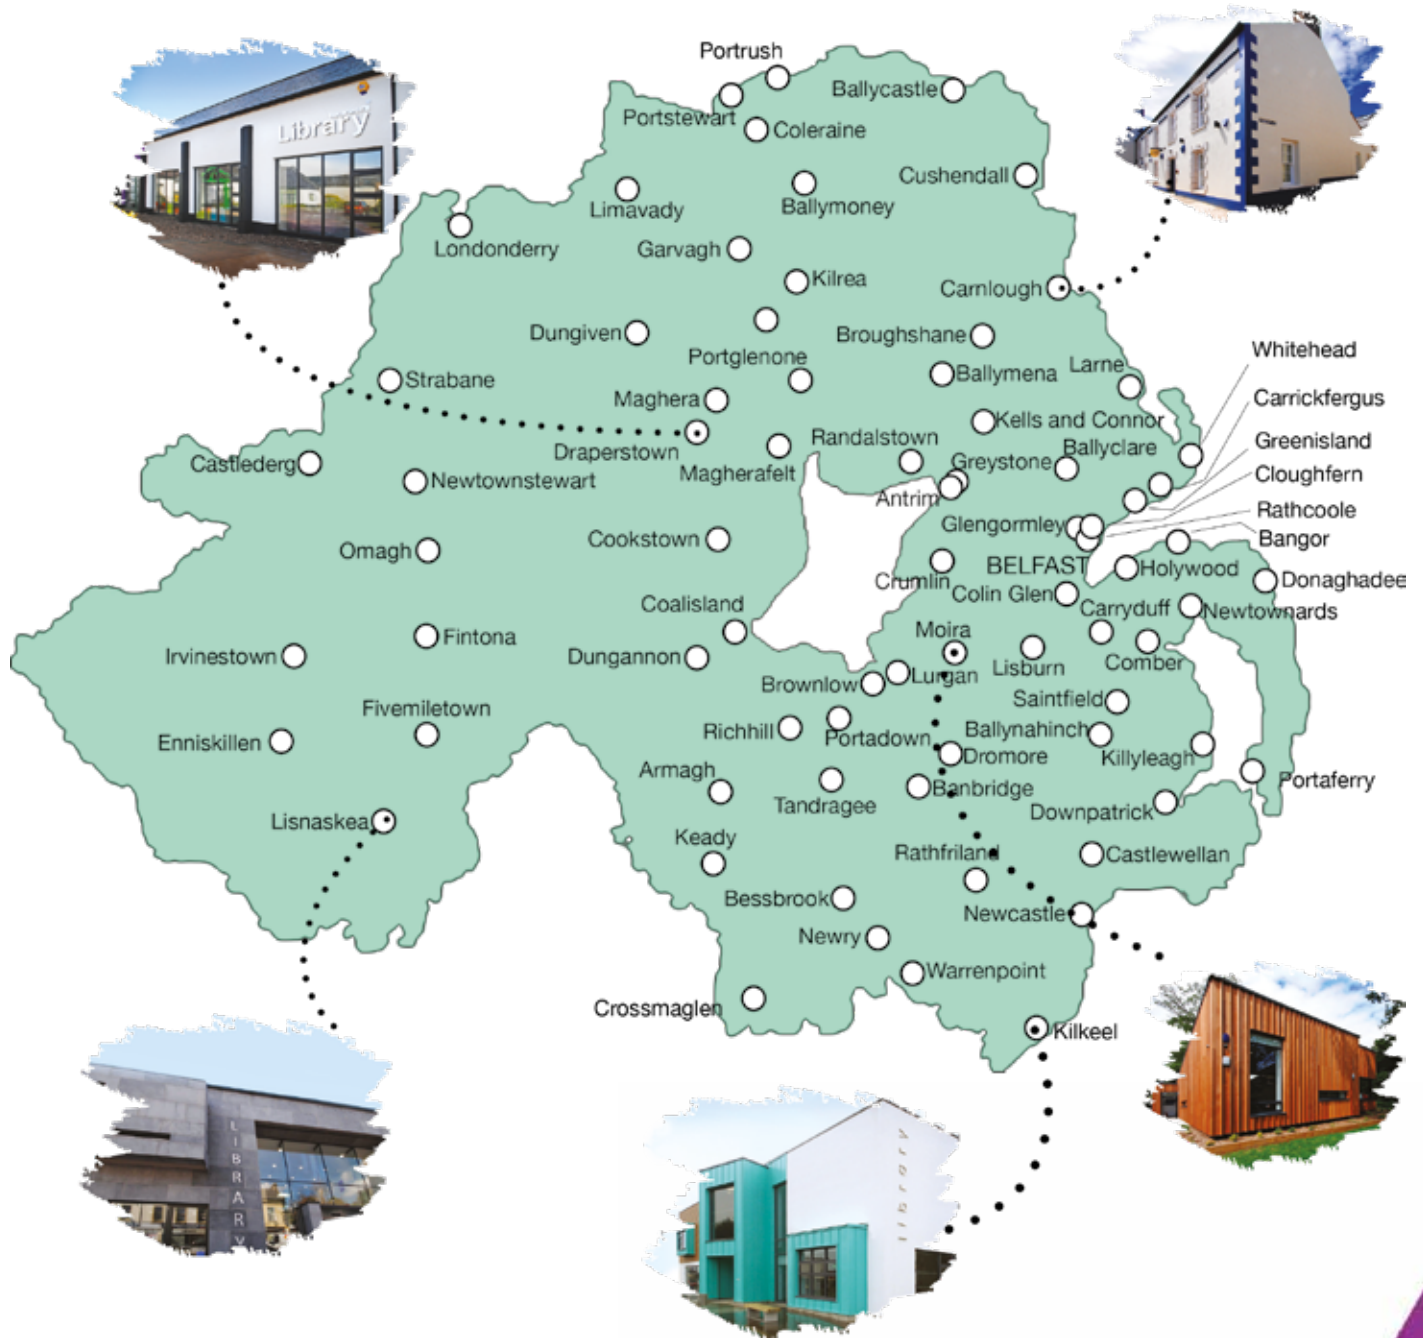 Portrush
Ballycastle
Portstewart
Coleraine
Library
Cushendall
Limavady
Ballymoney
Londonderry
Garvagh
Kilrea
Carnlough
Dungiven
Broughshane
Portglenone
Whitehead
Strabane
Ballymena
Larne
Maghera
Carrickfergus
Kells and Connor
Draperstown
Randalstown
Ballyclare
Greenisland
Castlederg
Magherafelt
Greystone
Cloughfern
Newtownstewart
Antrim
Rathcoole
Glengormley
Cookstown
Bangor
Omagh
BELFAST
Holywood
Crumlin
Donaghadee
Colin Glen
Coalisland
Carryduff
Newtownards
Fintona
Moira
Irvinestown
Dungannon
Lisburn
Comber
Brownlow
Lurgan
Saintfield
Fivemiletown
Richhill
Portadown
Ballynahinch
Enniskillen
Dromore
Killyleagh
Armagh
Tandragee
Banbridge
Portaferry
Lisnaskea
Downpatrick
Keady
Rathfriland
Castlewellan
Bessbrook
Newcastle
Newry
Warrenpoint
Crossmaglen
Kilkeel
LIBRARY
library